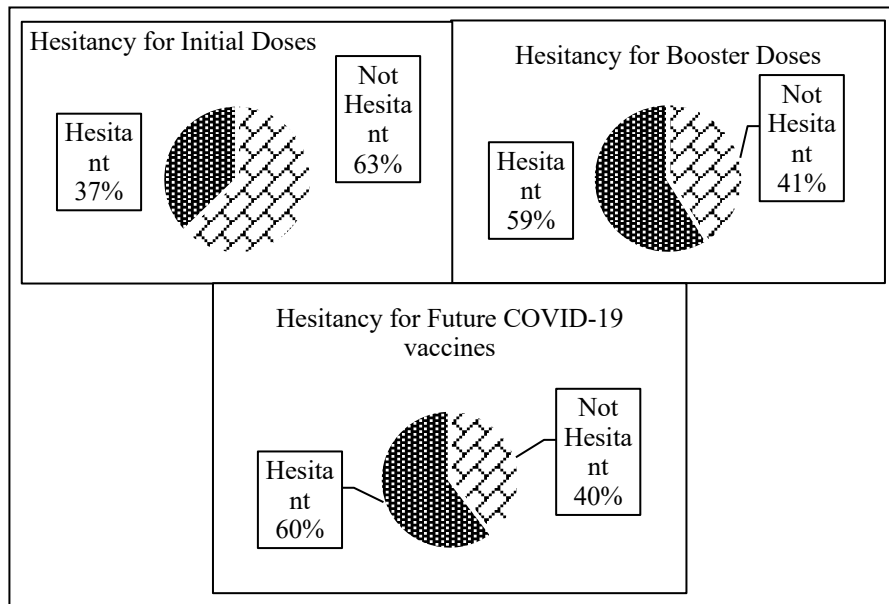 Hesitancy for Initial Doses
Not
Hesita
nt
63%
Hesita
nt
37%
Hesitancy for Booster Doses
Not
Hesita
nt
41%
Hesita
nt
59%
Hesitancy for Future COVID-19
vaccines
Not
Hesita
nt
40%
Hesita
nt
60%